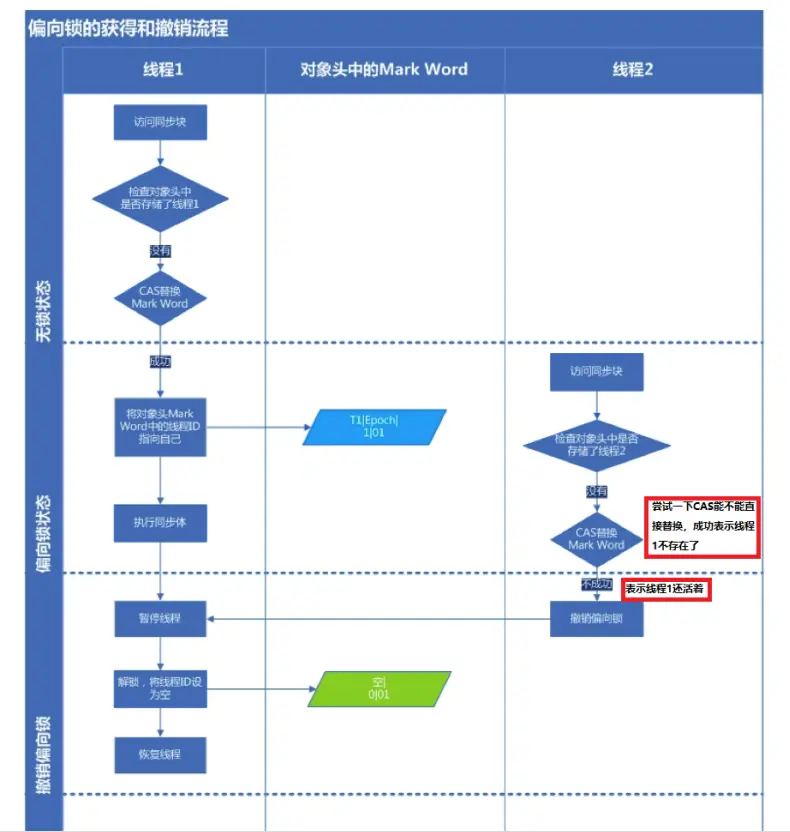 偏向锁的获得和撤销流程
线程1
对象头中的Mark Word
线程2
无锁状态
访问同步块
检查对象头中
是否存储了线程1
没有
CAS替换
Mark Word
偏向锁状态
成功
将对象头Mark
Word中的线程ID
指向自己
T1|Epoch|
1|01
执行同步体
访问同步块
检查对象头中是否
存储了线程2
没有
CAS替换
Mark Word
尝试一下CAS能不能直
接替换，成功表示线程
1不存在了
撤销偏向锁
不成功
表示线程1还活着
撤销偏向锁
暂停线程
解锁，将线程ID设
为空
空|
0|01
恢复线程